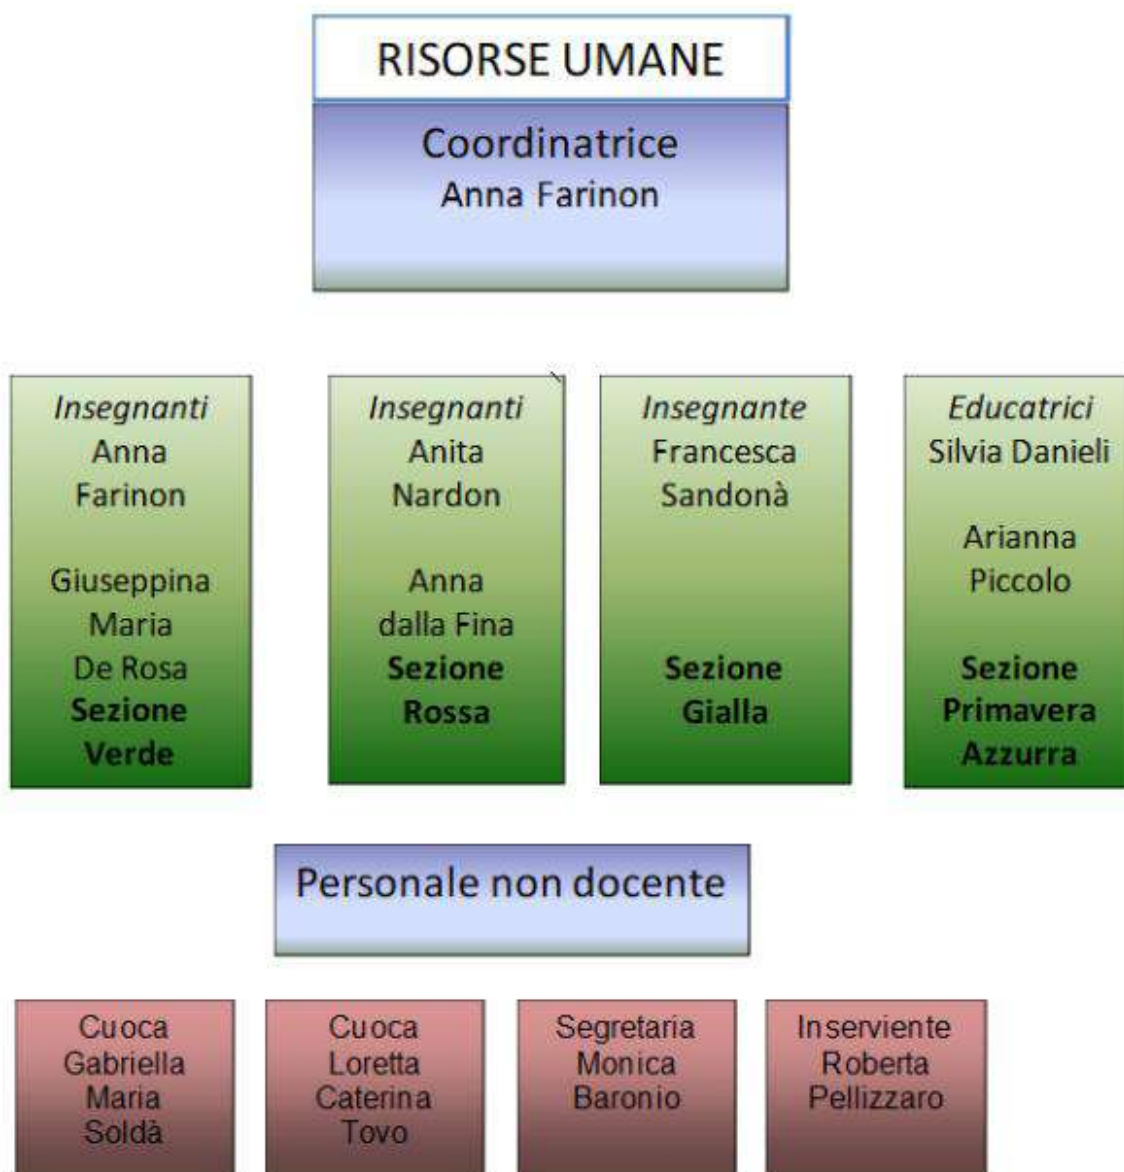 RISORSE UMANE
Coordinatrice
Anna Farinon
Insegnanti
Anna
Farinon
Giuseppina
Maria
De Rosa
Sezione
Verde
Insegnanti
Anita
Nardon
Anna
dalla Fina
Sezione
Rossa
Insegnante
Francesca
Sandonà
Sezione
Gialla
Educatrici
Silvia Danieli
Arianna
Piccolo
Sezione
Primavera
Azzurra
Personale non docente
Cuoca
Gabriella
Maria
Soldà
Cuoca
Loretta
Caterina
Tovo
Segretaria
Monica
Baronio
Inserviente
Roberta
Pellizzaro